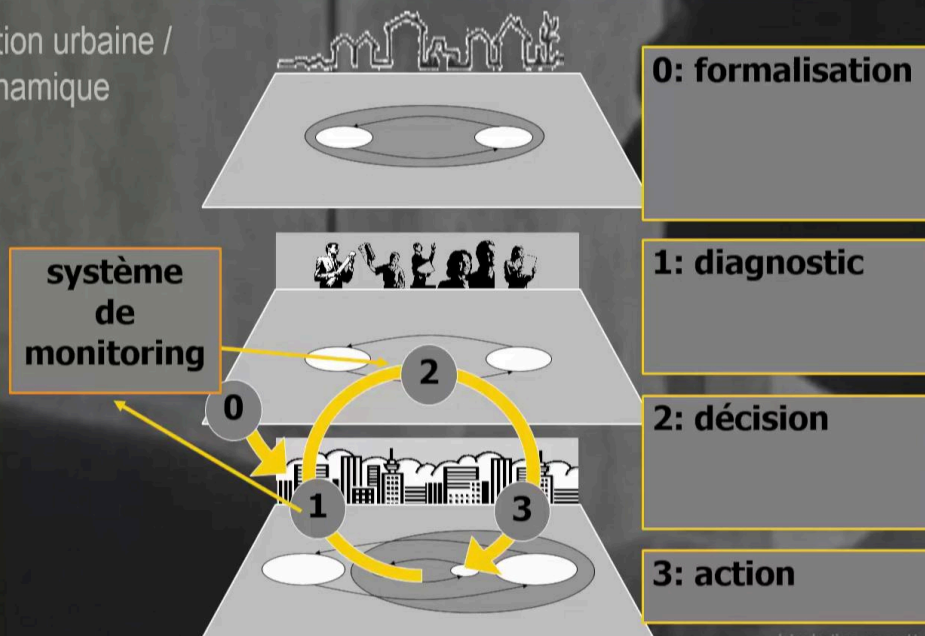 tion urbaine /
namique
0: formalisation
1: diagnostic
système
de
monitoring
2
0
2: décision
1
3
3: action